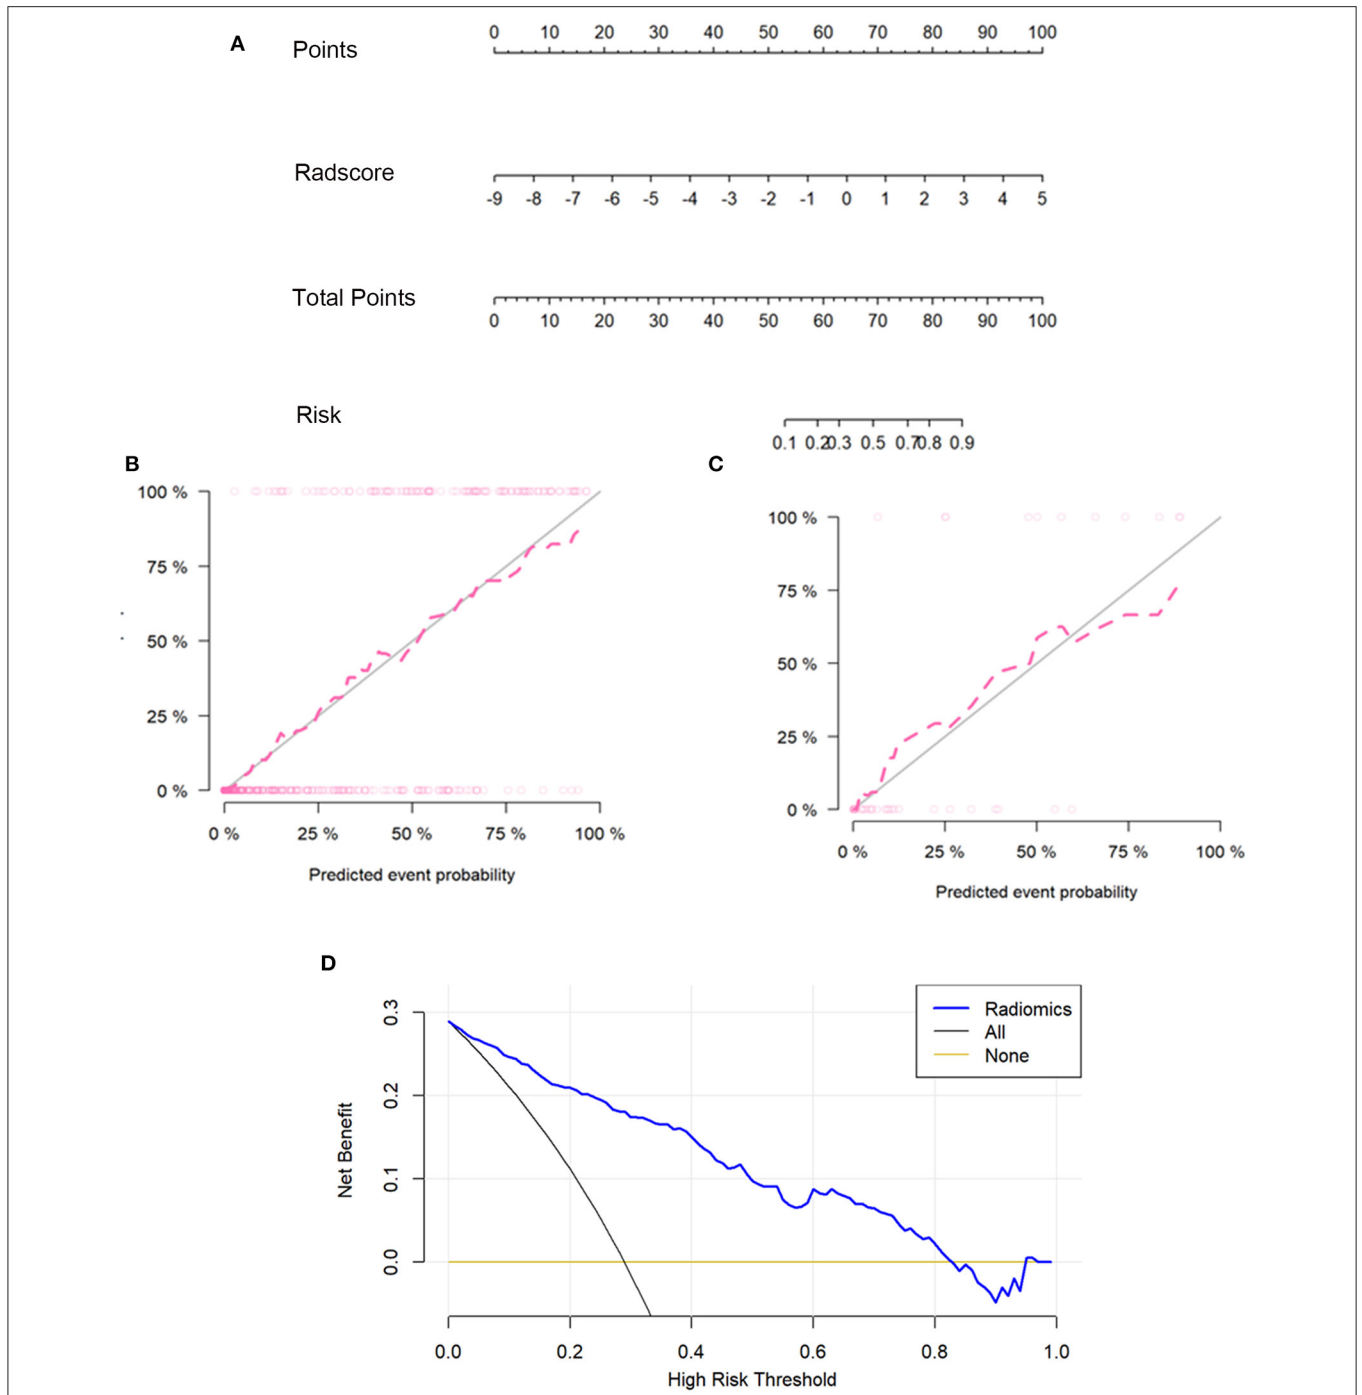 A
Points
0 10 20 30 40 50 60 70 80 90 100
Radscore
-9 -8 -7 -6 -5 -4 -3 -2 -1 0 1 2 3 4 5
Total Points
0 10 20 30 40 50 60 70 80 90 100
Risk
0.1 0.2 0.3 0.5 0.7 0.8 0.9
B
100 %
75 %
50 %
25 %
0 %
0 % 25 % 50 % 75 % 100 %
Predicted event probability
C
100 %
75 %
50 %
25 %
0 %
0 % 25 % 50 % 75 % 100 %
Predicted event probability
D
Radiomics
All
None
0.3
0.2
0.1
0.0
Net Benefit
0.0 0.2 0.4 0.6 0.8 1.0
High Risk Threshold